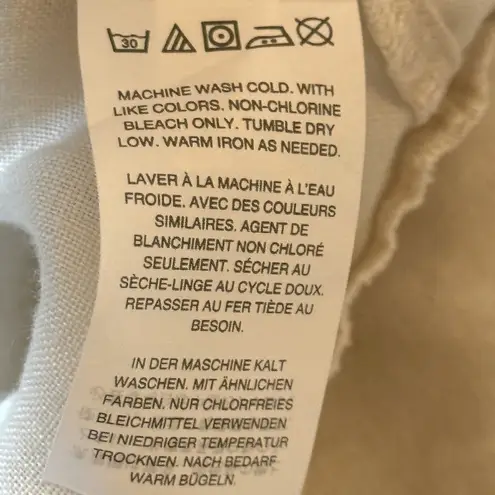 30
MACHINE WASH COLD. WITH
LIKE COLORS. NON-CHLORINE
BLEACH ONLY. TUMBLE DRY
LOW. WARM IRON AS NEEDED.
LAVER À LA MACHINE À L'EAU
FROIDE. AVEC DES COULEURS
SIMILAIRES. AGENT DE
BLANCHIMENT NON CHLORÉ
SEULEMENT. SÉCHER AU
SÈCHE-LINGE AU CYCLE DOUX.
REPASSER AU FER TIÈDE AU
BESOIN.
IN DER MASCHINE KALT
WASCHEN. MIT ÄHNLICHEN
FARBEN. NUR CHLORFREIES
BLEICHMITTEL VERWENDEN
BEI NIEDRIGER TEMPERATUR
TROCKNEN. NACH BEDARF
WARM BÜGELN.